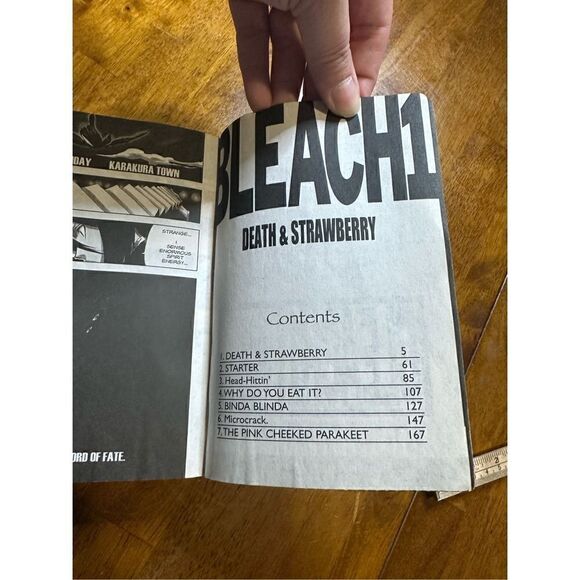 DAY KARAKURA TOWN
STRANGE...
I
SENSE
ENORMOUS
SPIRIT
ENERGY...
ORD OF FATE.
BLEACH1
DEATH & STRAWBERRY
Contents
1. DEATH & STRAWBERRY 5
2. STARTER 61
3. Head-Hittin' 85
4. WHY DO YOU EAT IT? 107
5. BINDA BLINDA 127
6. Microcrack. 147
7. THE PINK CHEEKED PARAKEET 167